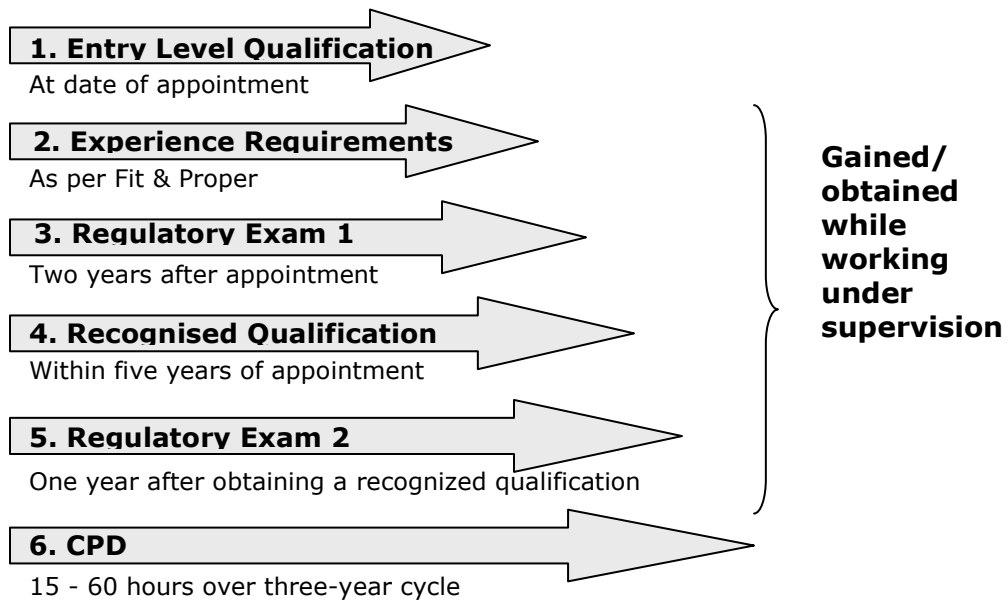 1. Entry Level Qualification
At date of appointment
2. Experience Requirements
As per Fit & Proper
3. Regulatory Exam 1
Two years after appointment
4. Recognised Qualification
Within five years of appointment
5. Regulatory Exam 2
One year after obtaining a recognized qualification
6. CPD
15 - 60 hours over three-year cycle
Gained/
obtained
while
working
under
supervision